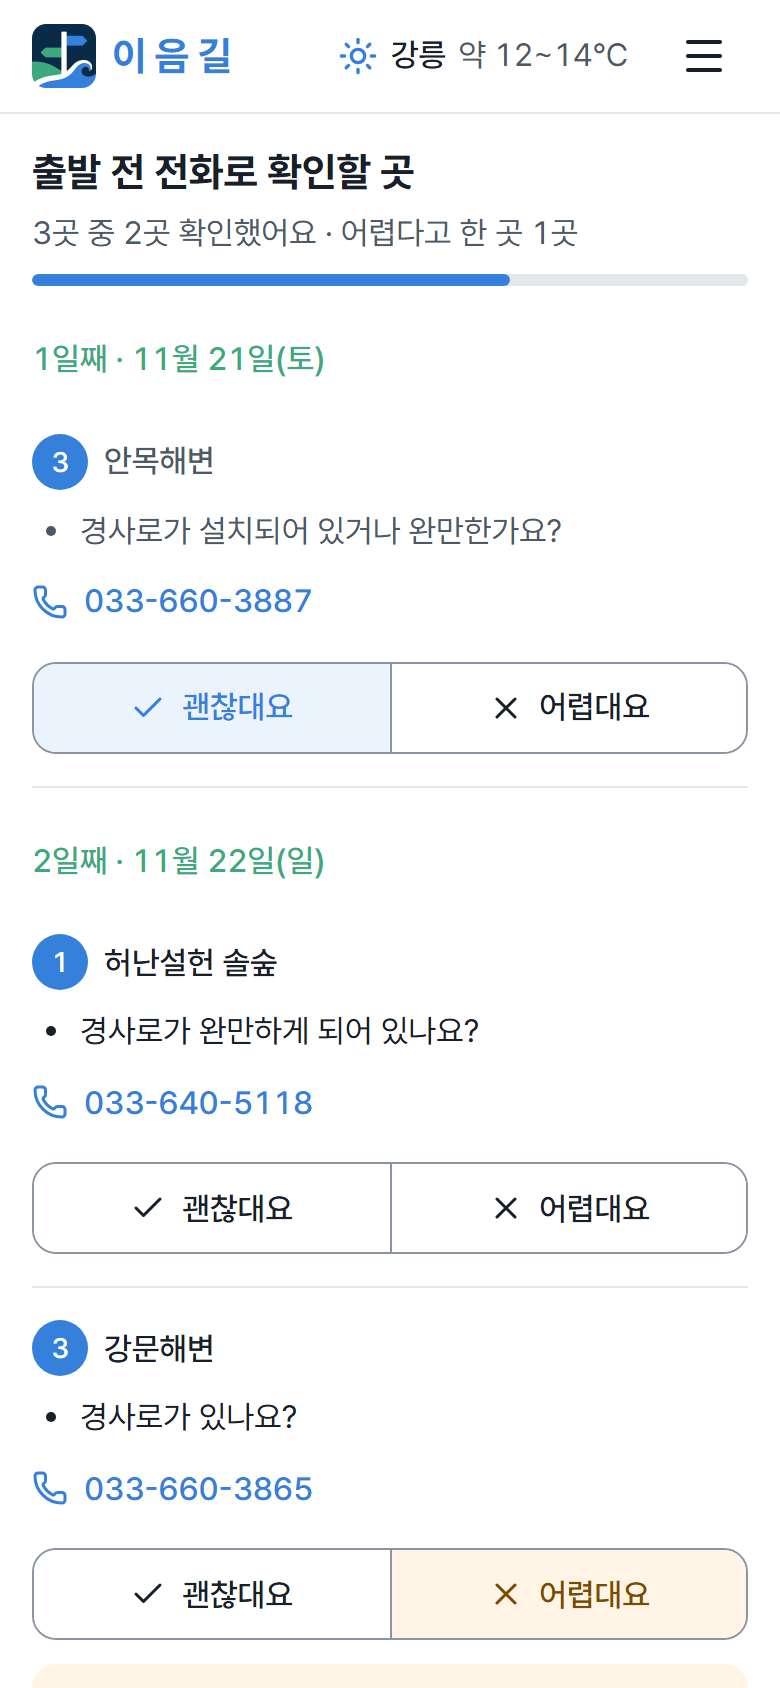 이음길
강릉 약 12~14°C
출발 전 전화로 확인할 곳
3곳 중 2곳 확인했어요 · 어렵다고 한 곳 1곳
1일째 · 11월 21일(토)
3 안목해변
• 경사로가 설치되어 있거나 완만한가요?
033-660-3887
괜찮대요 어렵대요
2일째 · 11월 22일(일)
1 허난설헌 솔숲
• 경사로가 완만하게 되어 있나요?
033-640-5118
괜찮대요 어렵대요
3 강문해변
• 경사로가 있나요?
033-660-3865
괜찮대요 어렵대요